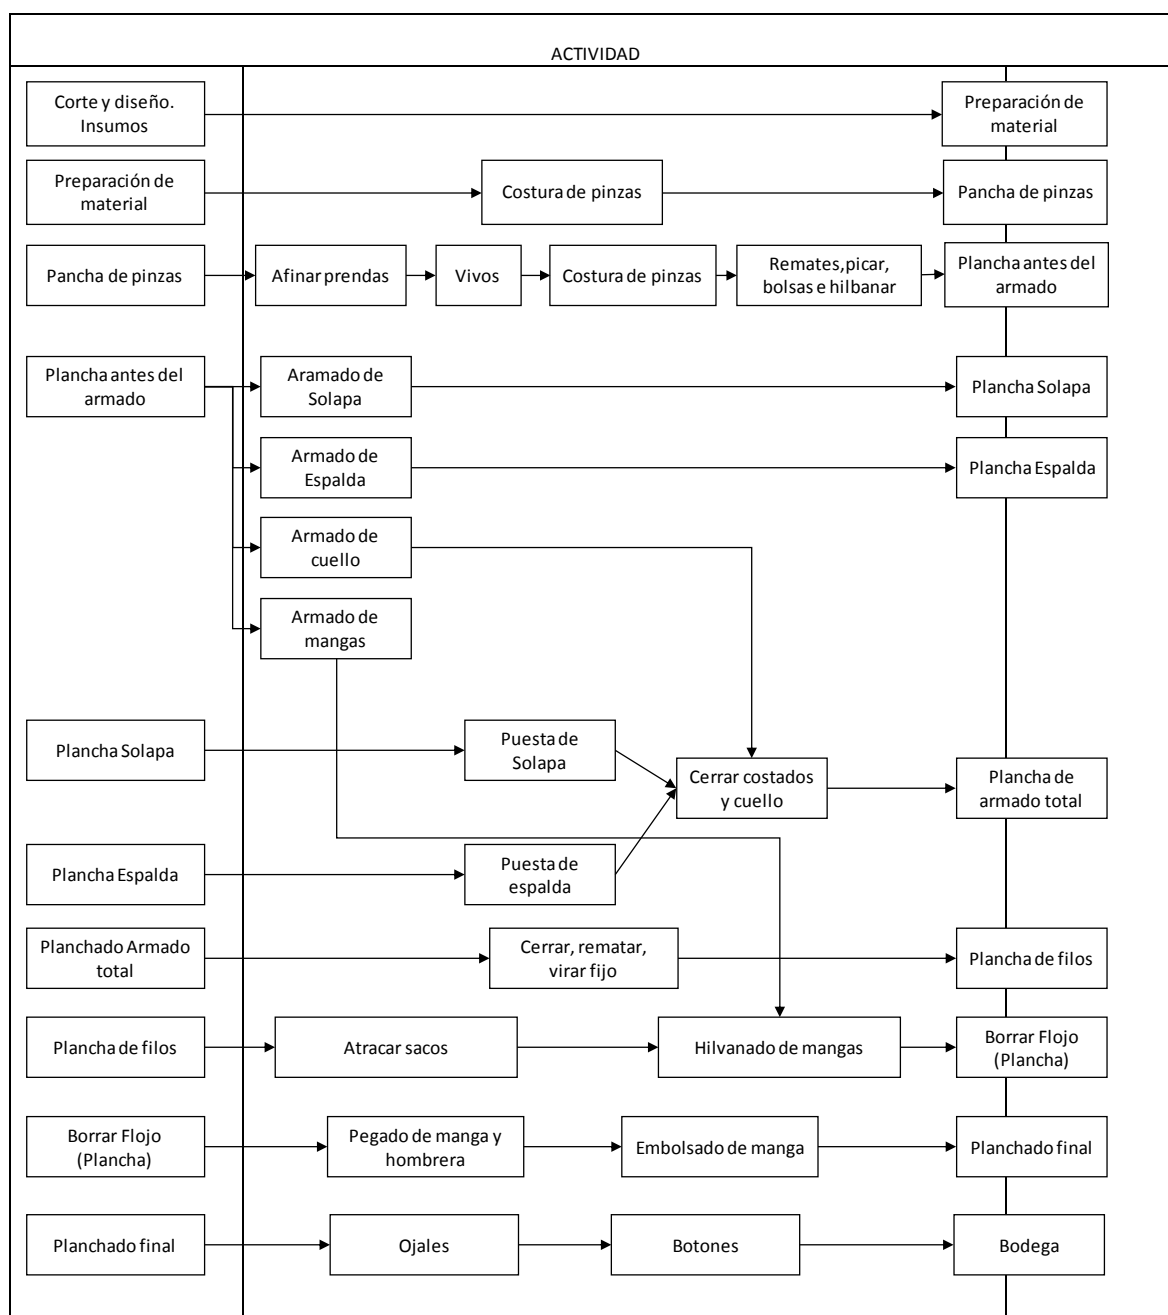 ACTIVIDAD
Corte y diseño.
Insumos
Preparación de
material
Preparación de
material
Costura de pinzas
Pancha de pinzas
Pancha de pinzas
Afinar prendas
Vivos
Costura de pinzas
Remates,picar,
bolsas e hilbanar
Plancha antes del
armado
Plancha antes del
armado
Aramado de
Solapa
Plancha Solapa
Armado de
Espalda
Plancha Espalda
Armado de
cuello
Armado de
mangas
Plancha Solapa
Puesta de
Solapa
Cerrar costados
y cuello
Plancha de
armado total
Plancha Espalda
Puesta de
espalda
Planchado Armado
total
Cerrar, rematar,
virar fijo
Plancha de filos
Plancha de filos
Atracar sacos
Hilvanado de mangas
Borrar Flojo
(Plancha)
Borrar Flojo
(Plancha)
Pegado de manga y
hombrera
Embolsado de manga
Planchado final
Planchado final
Ojales
Botones
Bodega